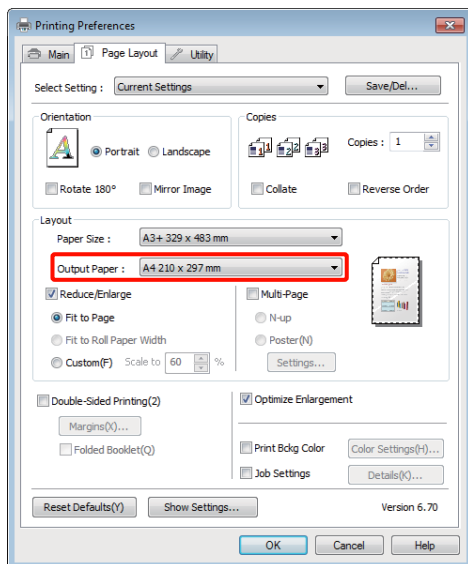 Printing Preferences
Main Page Layout Utility
Select Setting : Current Settings Save/Del...
Orientation Copies
Portrait Landscape Copies : 1
Rotate 180° Mirror Image Collate Reverse Order
Layout
Paper Size : A3+ 329 x 483 mm
Output Paper : A4 210 x 297 mm
Reduce/Enlarge Multi-Page
Fit to Page N-up
Fit to Roll Paper Width Poster(N)
Custom(F) Scale to 60 % Settings...
Double-Sided Printing(2) Optimize Enlargement
Margins(X)...
Folded Booklet(Q) Print Bckg Color Color Settings(H)...
Job Settings Details(K)...
Reset Defaults(Y) Show Settings... Version 6.70
OK Cancel Help